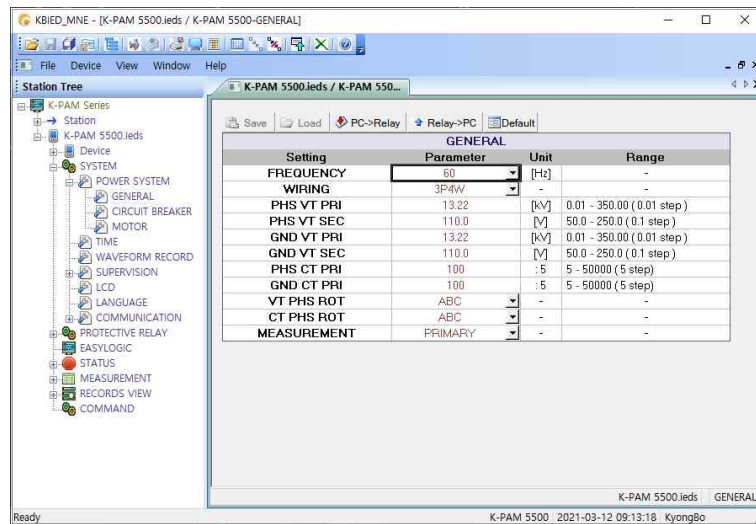 KBIED_MNE - [K-PAM 5500.ieds / K-PAM 5500-GENERAL]
File Device View Window Help
Station Tree
K-PAM Series
Station
K-PAM 5500.ieds
Device
SYSTEM
POWER SYSTEM
GENERAL
CIRCUIT BREAKER
MOTOR
TIME
WAVEFORM RECORD
SUPERVISION
LCD
LANGUAGE
COMMUNICATION
PROTECTIVE RELAY
EASYLOGIC
STATUS
MEASUREMENT
RECORDS VIEW
COMMAND
K-PAM 5500.ieds / K-PAM 550...
Save Load PC->Relay Relay->PC Default
GENERAL
Setting Parameter Unit Range
FREQUENCY 60 [Hz] -
WIRING 3P4W - -
PHS VT PRI 13.22 [kV] 0.01 - 350.00 ( 0.01 step )
PHS VT SEC 110.0 [V] 50.0 - 250.0 ( 0.1 step )
GND VT PRI 13.22 [kV] 0.01 - 350.00 ( 0.01 step )
GND VT SEC 110.0 [V] 50.0 - 250.0 ( 0.1 step )
PHS CT PRI 100 : 5 5 - 50000 ( 5 step)
GND CT PRI 100 : 5 5 - 50000 ( 5 step)
VT PHS ROT ABC - -
CT PHS ROT ABC - -
MEASUREMENT PRIMARY - -
K-PAM 5500.ieds GENERAL
Ready K-PAM 5500 2021-03-12 09:13:18 KyongBo